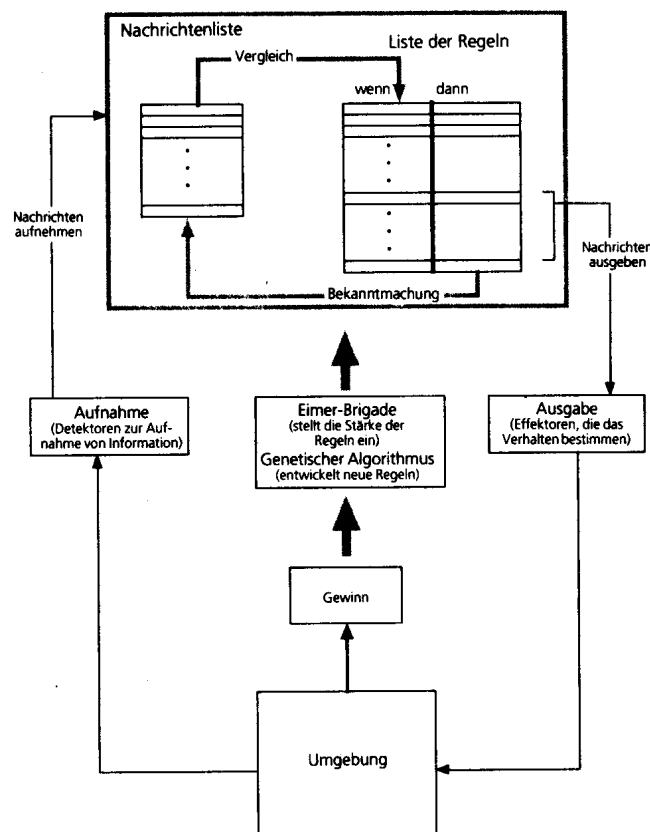 Nachrichtenliste
Liste der Regeln
Vergleich
wenn
dann
Nachrichten
aufnehmen
Nachrichten
ausgeben
Bekanntmachung
Aufnahme
(Detektoren zur Auf-
nahme von Information)
Eimer-Brigade
(stellt die Stärke der
Regeln ein)
Genetischer Algorithmus
(entwickelt neue Regeln)
Ausgabe
(Effektoren, die das
Verhalten bestimmen)
Gewinn
Umgebung